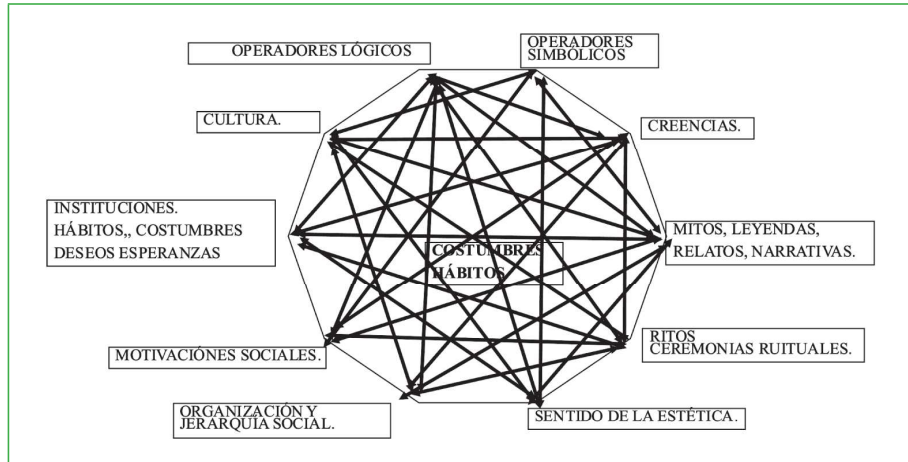 OPERADORES LÓGICOS
OPERADORES
SIMBÓLICOS
CULTURA.
CREENCIAS.
INSTITUCIONES.
HÁBITOS,, COSTUMBRES
DESEOS ESPERANZAS
COSTUMBRES
HÁBITOS
MITOS, LEYENDAS,
RELATOS, NARRATIVAS.
MOTIVACIÓNES SOCIALES.
RITOS
CEREMONIAS RUITUALES.
ORGANIZACIÓN Y
JERARQUÍA SOCIAL.
SENTIDO DE LA ESTÉTICA.